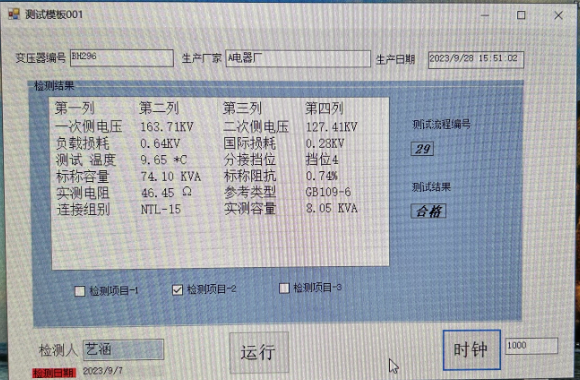 测试模板001
变压器编号 BH296 生产厂家 A电器厂 生产日期 2023/9/28 15:51:02
检测结果
第一列 第二列 第三列 第四列
一次侧电压 163.71KV 二次侧电压 127.41KV
负载损耗 0.64KV 国际损耗 0.28KV
测试 温度 9.65 *C 分接挡位 挡位4
标称容量 74.10 KVA 标称阻抗 0.74%
实测电阻 46.45 Ω 参考类型 GB109-6
连接组别 NTL-15 实测容量 8.05 KVA
测试流程编号
29
测试结果
合格
检测项目-1 检测项目-2 检测项目-3
检测人 艺涵 运行 时钟 1000
检测日期 2023/9/7